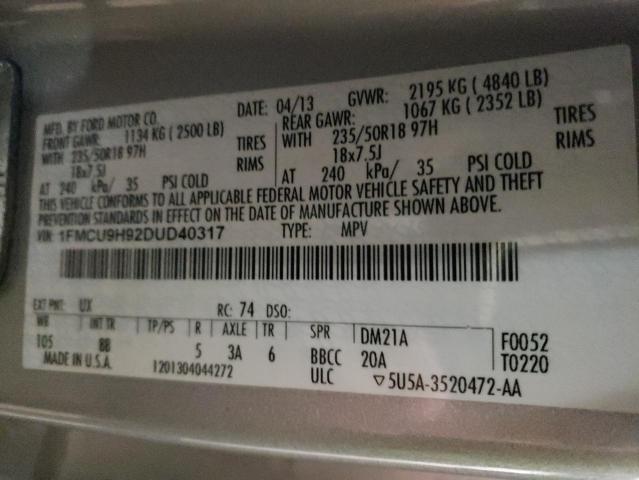 MFD. BY FORD MOTOR CO.
DATE: 04/13 GVWR: 2195 KG ( 4840 LB)
FRONT GAWR: 1134 KG ( 2500 LB)
REAR GAWR: 1067 KG ( 2352 LB)
WITH 235/50R18 97H TIRES
WITH 235/50R18 97H TIRES
18x7.5J RIMS
18x7.5J RIMS
AT 240 kPa/ 35 PSI COLD
AT 240 kPa/ 35 PSI COLD
THIS VEHICLE CONFORMS TO ALL APPLICABLE FEDERAL MOTOR VEHICLE SAFETY AND THEFT
PREVENTION STANDARDS IN EFFECT ON THE DATE OF MANUFACTURE SHOWN ABOVE.
VIN: 1FMCU9H92DUD40317 TYPE: MPV
EXT PNT: UX RC: 74 DSO:
WB INT TR TP/PS R AXLE TR SPR DM21A F0052
105 BB 5 3A 6 BBCC 20A T0220
MADE IN U.S.A. 1201304044272 ULC ▽5U5A-3520472-AA